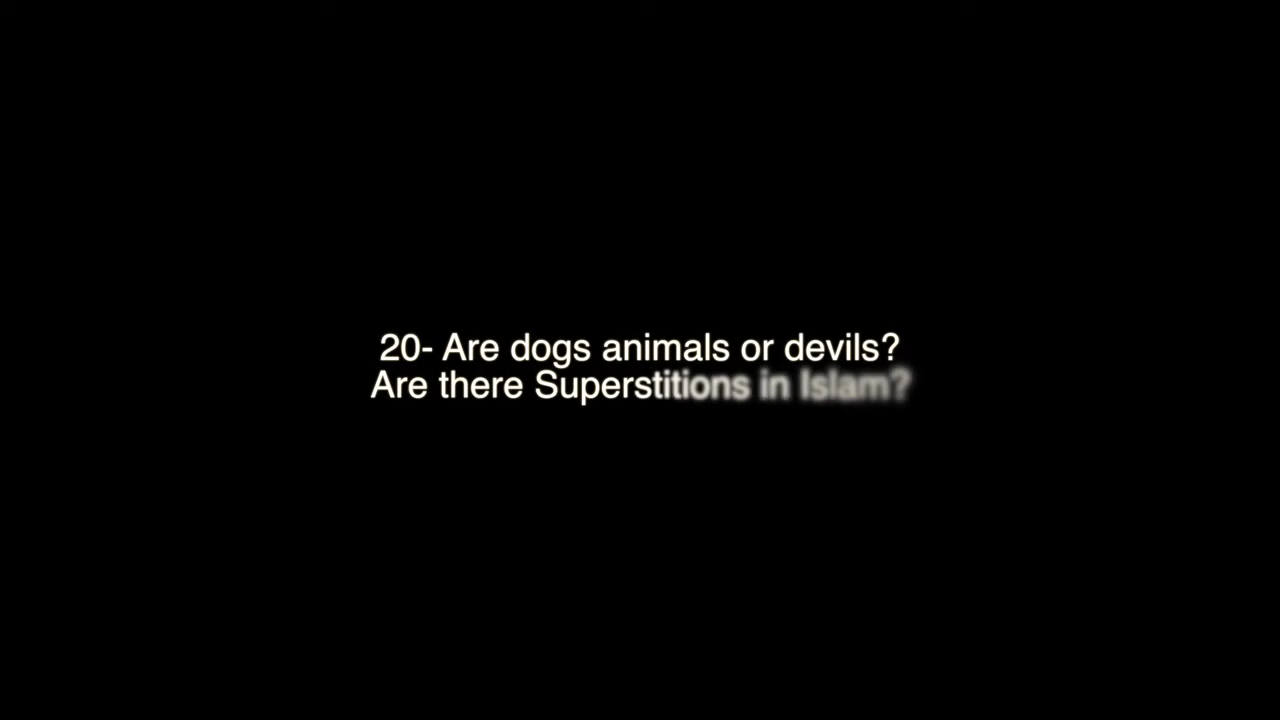 20- Are dogs animals or devils?
Are there Superstitions in Islam?